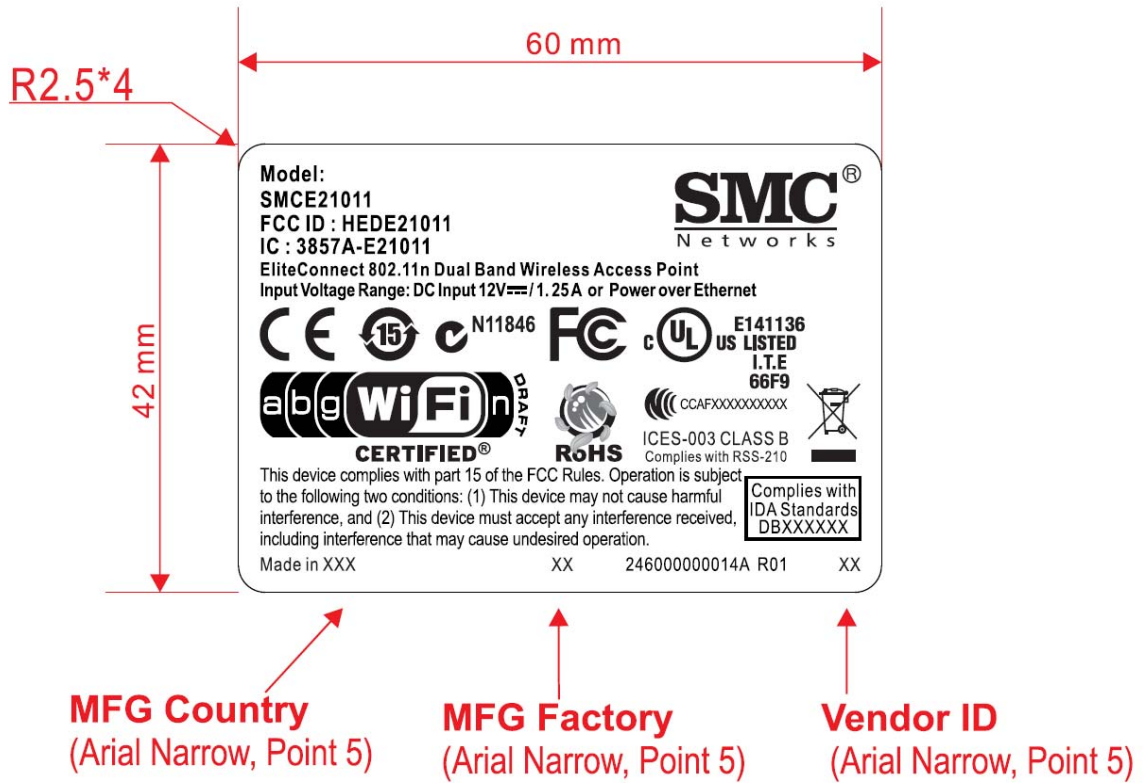 60 mm
R2.5*4
42 mm
Model:
SMCE21011
FCC ID : HEDE21011
IC : 3857A-E21011
SMC®
Networks
EliteConnect 802.11n Dual Band Wireless Access Point
Input Voltage Range: DC Input 12V⎓/1.25A or Power over Ethernet
CE 15 N11846 FC C UL US LISTED E141136
I.T.E
66F9
abg WiFi n DRAFT
CERTIFIED®
RoHS
CCC CCAFXXXXXXXXXX
ICES-003 CLASS B
Complies with RSS-210
This device complies with part 15 of the FCC Rules. Operation is subject
to the following two conditions: (1) This device may not cause harmful
interference, and (2) This device must accept any interference received,
including interference that may cause undesired operation.
Complies with
IDA Standards
DBXXXXXX
Made in XXX XX 246000000014A R01 XX
MFG Country
(Arial Narrow, Point 5)
MFG Factory
(Arial Narrow, Point 5)
Vendor ID
(Arial Narrow, Point 5)